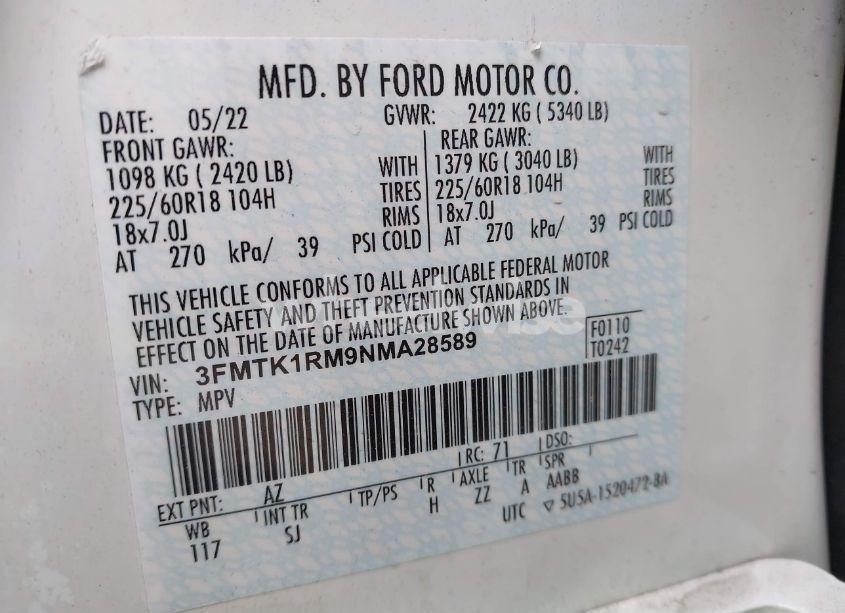 MFD. BY FORD MOTOR CO.
DATE: 05/22 GVWR: 2422 KG ( 5340 LB)
FRONT GAWR: REAR GAWR:
1098 KG ( 2420 LB) WITH 1379 KG ( 3040 LB) WITH
225/60R18 104H TIRES 225/60R18 104H TIRES
18x7.0J RIMS 18x7.0J RIMS
AT 270 kPa/ 39 PSI COLD AT 270 kPa/ 39 PSI COLD
THIS VEHICLE CONFORMS TO ALL APPLICABLE FEDERAL MOTOR
VEHICLE SAFETY AND THEFT PREVENTION STANDARDS IN
EFFECT ON THE DATE OF MANUFACTURE SHOWN ABOVE.
VIN: 3FMTK1RM9NMA28589 F0110
TYPE: MPV T0242
RC: 71 DSO:
EXT PNT: AZ
WB INT TR TP/PS R AXLE TR SPR
117 SJ H ZZ A AABB
UTC ▽ 5U5A-1520472-BA